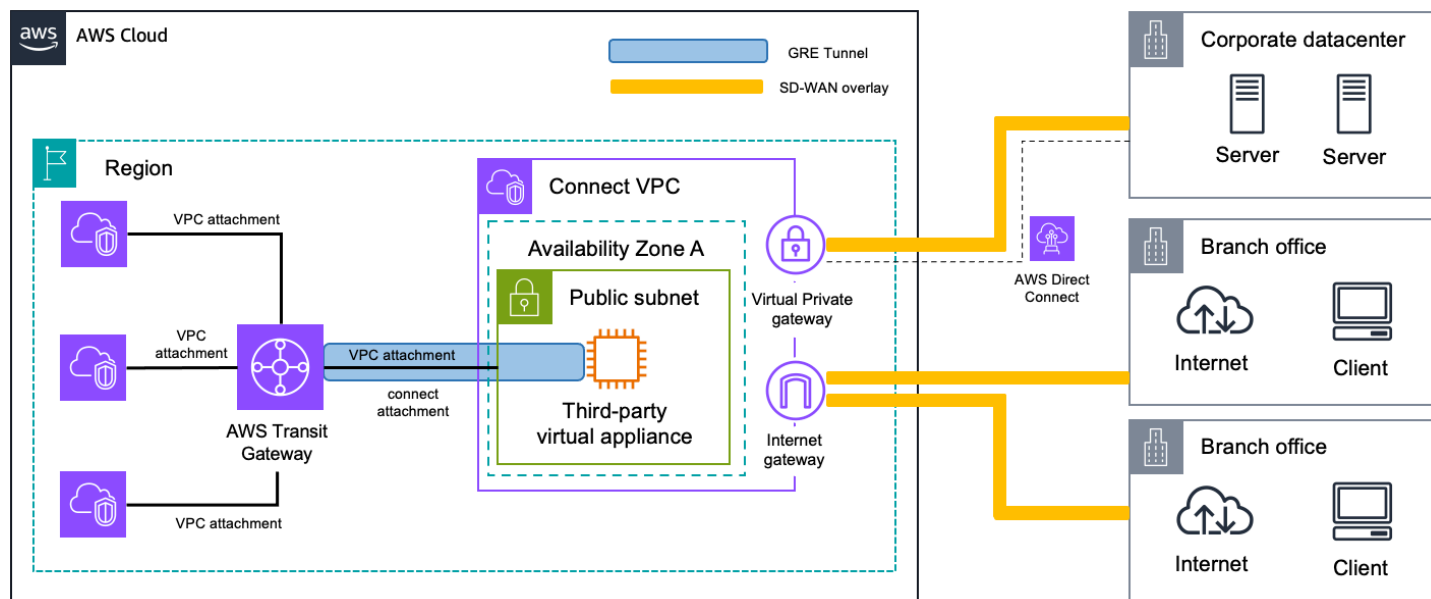 aws
AWS Cloud
GRE Tunnel
SD-WAN overlay
Region
VPC attachment
VPC
attachment
VPC attachment
AWS Transit
Gateway
VPC attachment
connect
attachment
Connect VPC
Availability Zone A
Public subnet
Third-party
virtual appliance
Virtual Private
gateway
Internet
gateway
AWS Direct
Connect
Corporate datacenter
Server
Server
Branch office
Internet
Client
Branch office
Internet
Client